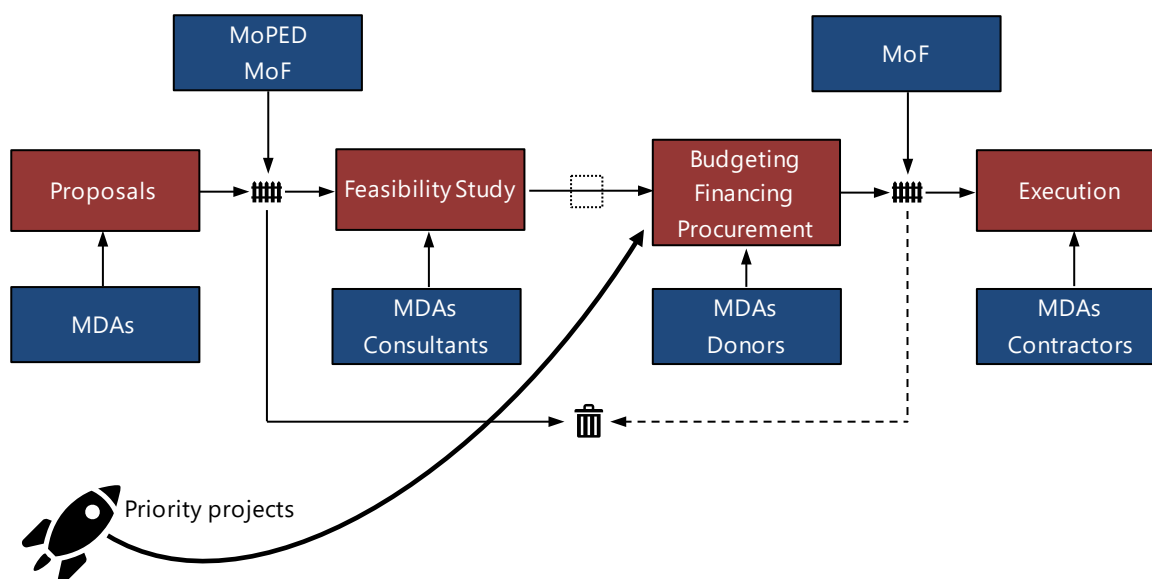 MoPED
MoF
MoF
Proposals
Feasibility Study
Budgeting
Financing
Procurement
Execution
MDAs
MDAs
Consultants
MDAs
Donors
MDAs
Contractors
Priority projects